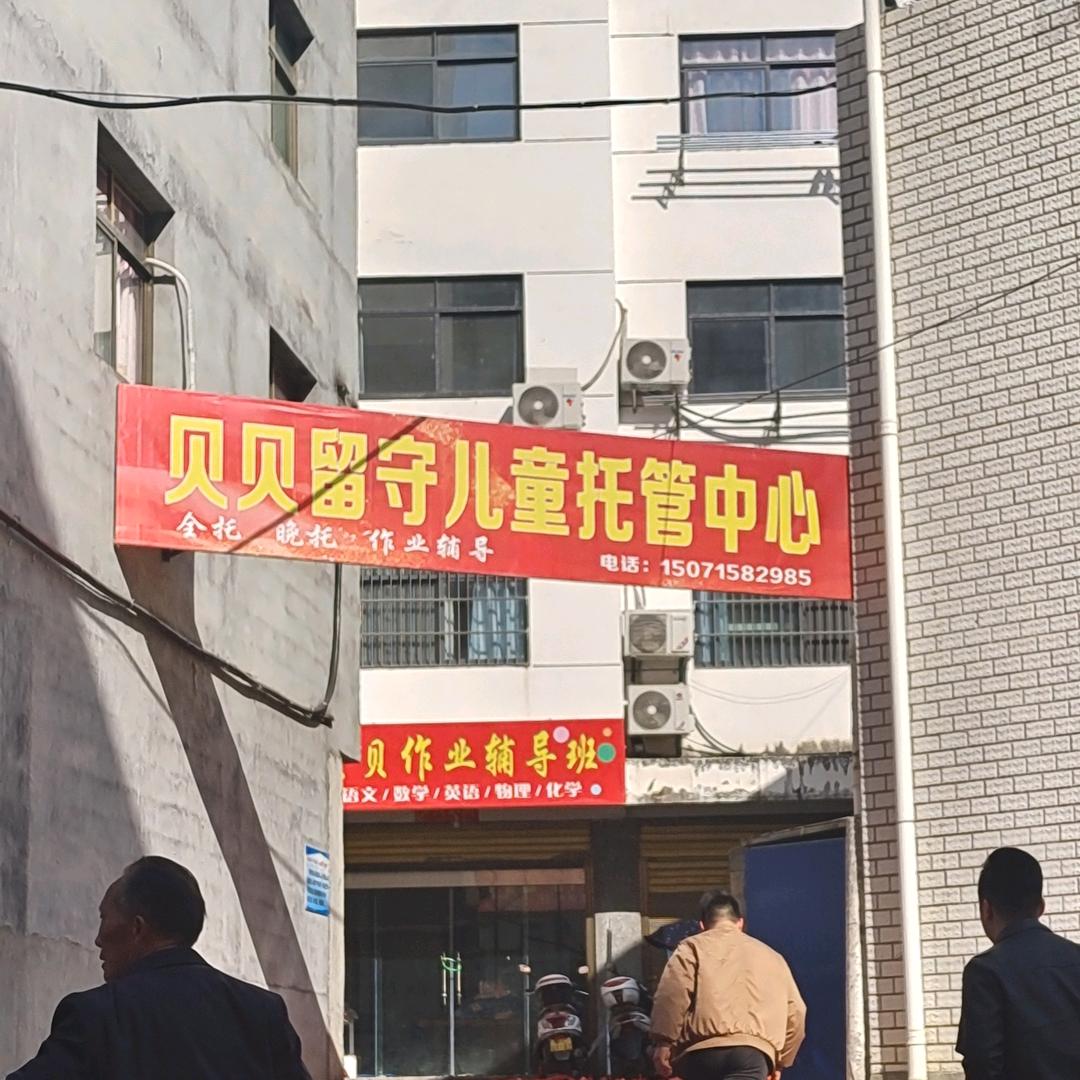 贝贝留守儿童托管中心
全托 晚托 作业辅导
电话：15071582985
贝作业辅导班
语文/数学/英语/物理/化学